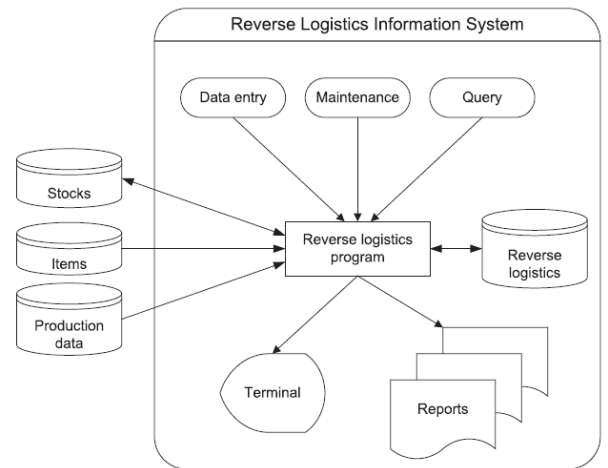 Reverse Logistics Information System
Data entry
Maintenance
Query
Stocks
Items
Production
data
Reverse logistics
program
Reverse
logistics
Terminal
Reports